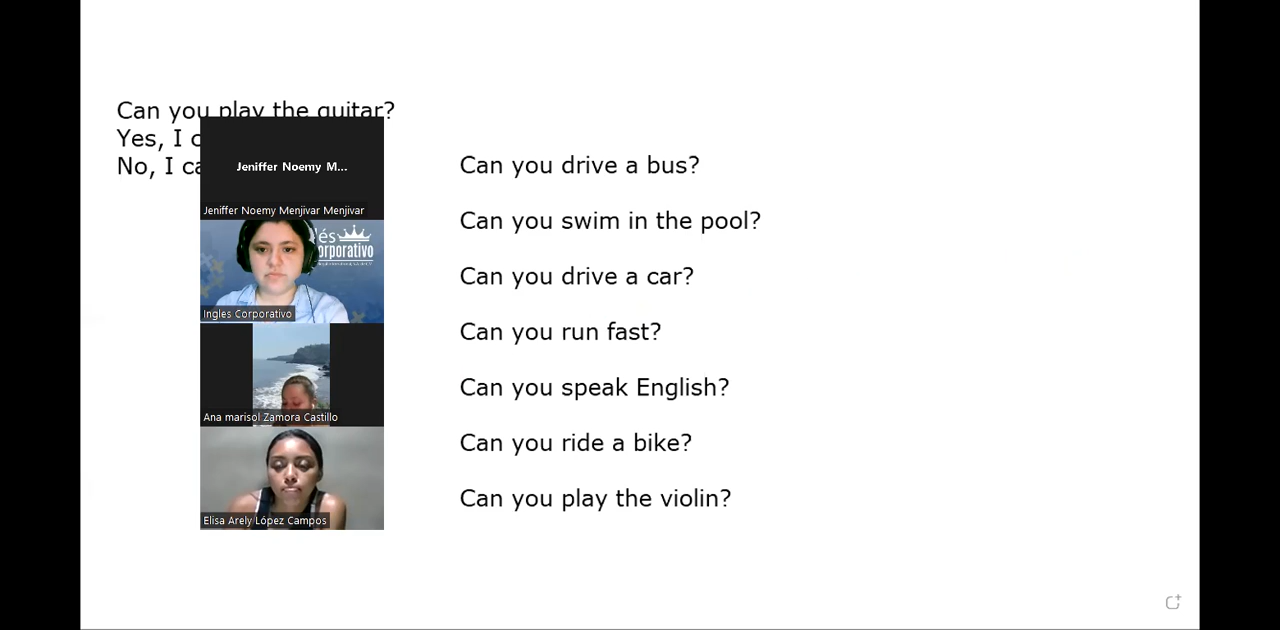 Can you play the guitar?
Yes, I
No, I
Jeniffer Noemy M...
Jeniffer Noemy Menjivar Menjivar
és
orporativo
Ingles Corporativo
Ana marisol Zamora Castillo
Elisa Arely López Campos
Can you drive a bus?
Can you swim in the pool?
Can you drive a car?
Can you run fast?
Can you speak English?
Can you ride a bike?
Can you play the violin?